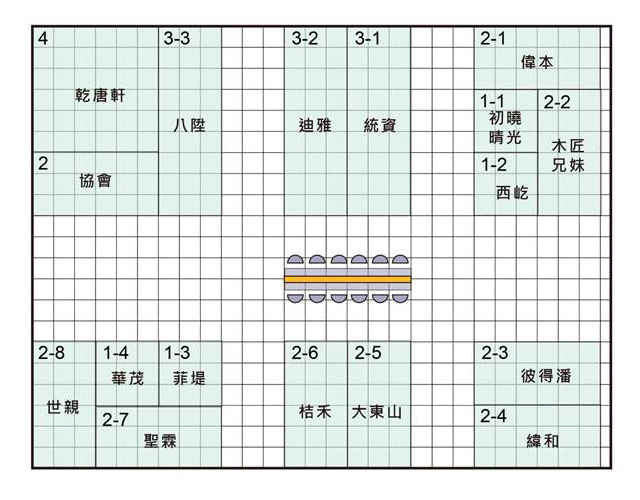 4
乾唐軒
3-3
八陞
3-2
迪雅
3-1
統資
2-1
偉本
1-1
初曉
晴光
2-2
木匠
兄妹
2
協會
1-2
西屹
2-8
世親
1-4
華茂
1-3
菲堤
2-7
聖霖
2-6
桔禾
2-5
大東山
2-3
彼得潘
2-4
緯和